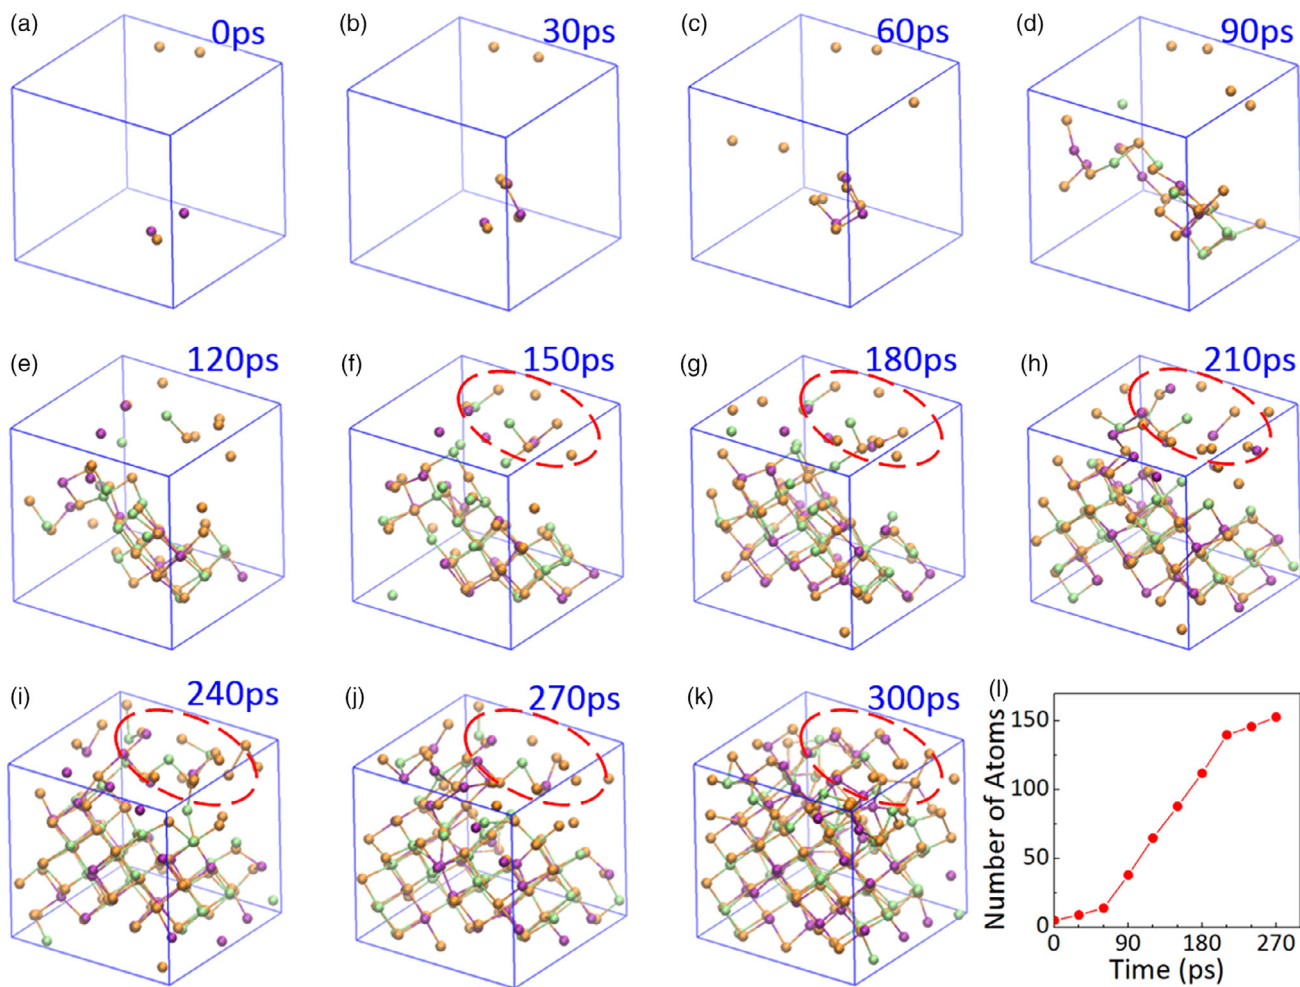 (a) 0ps
(b) 30ps
(c) 60ps
(d) 90ps
(e) 120ps
(f) 150ps
(g) 180ps
(h) 210ps
(i) 240ps
(j) 270ps
(k) 300ps
(l)
Number of Atoms
150
100
50
0
0 90 180 270
Time (ps)